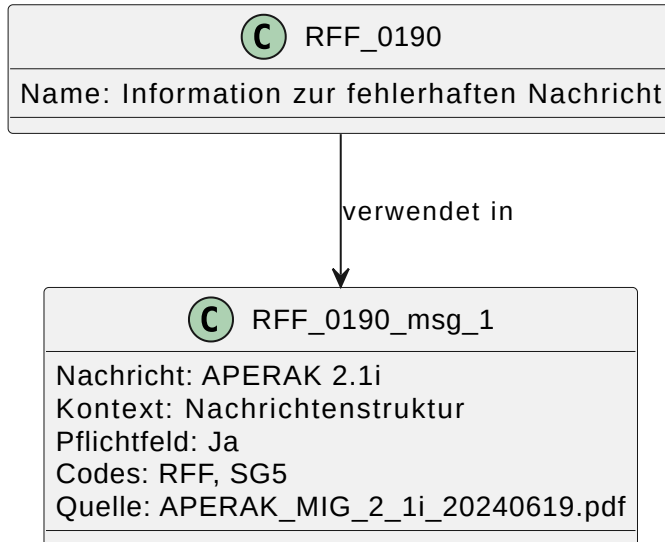 C RFF_0190
Name: Information zur fehlerhaften Nachricht
verwendet in
C RFF_0190_msg_1
Nachricht: APERAK 2.1i
Kontext: Nachrichtenstruktur
Pflichtfeld: Ja
Codes: RFF, SG5
Quelle: APERAK_MIG_2_1i_20240619.pdf